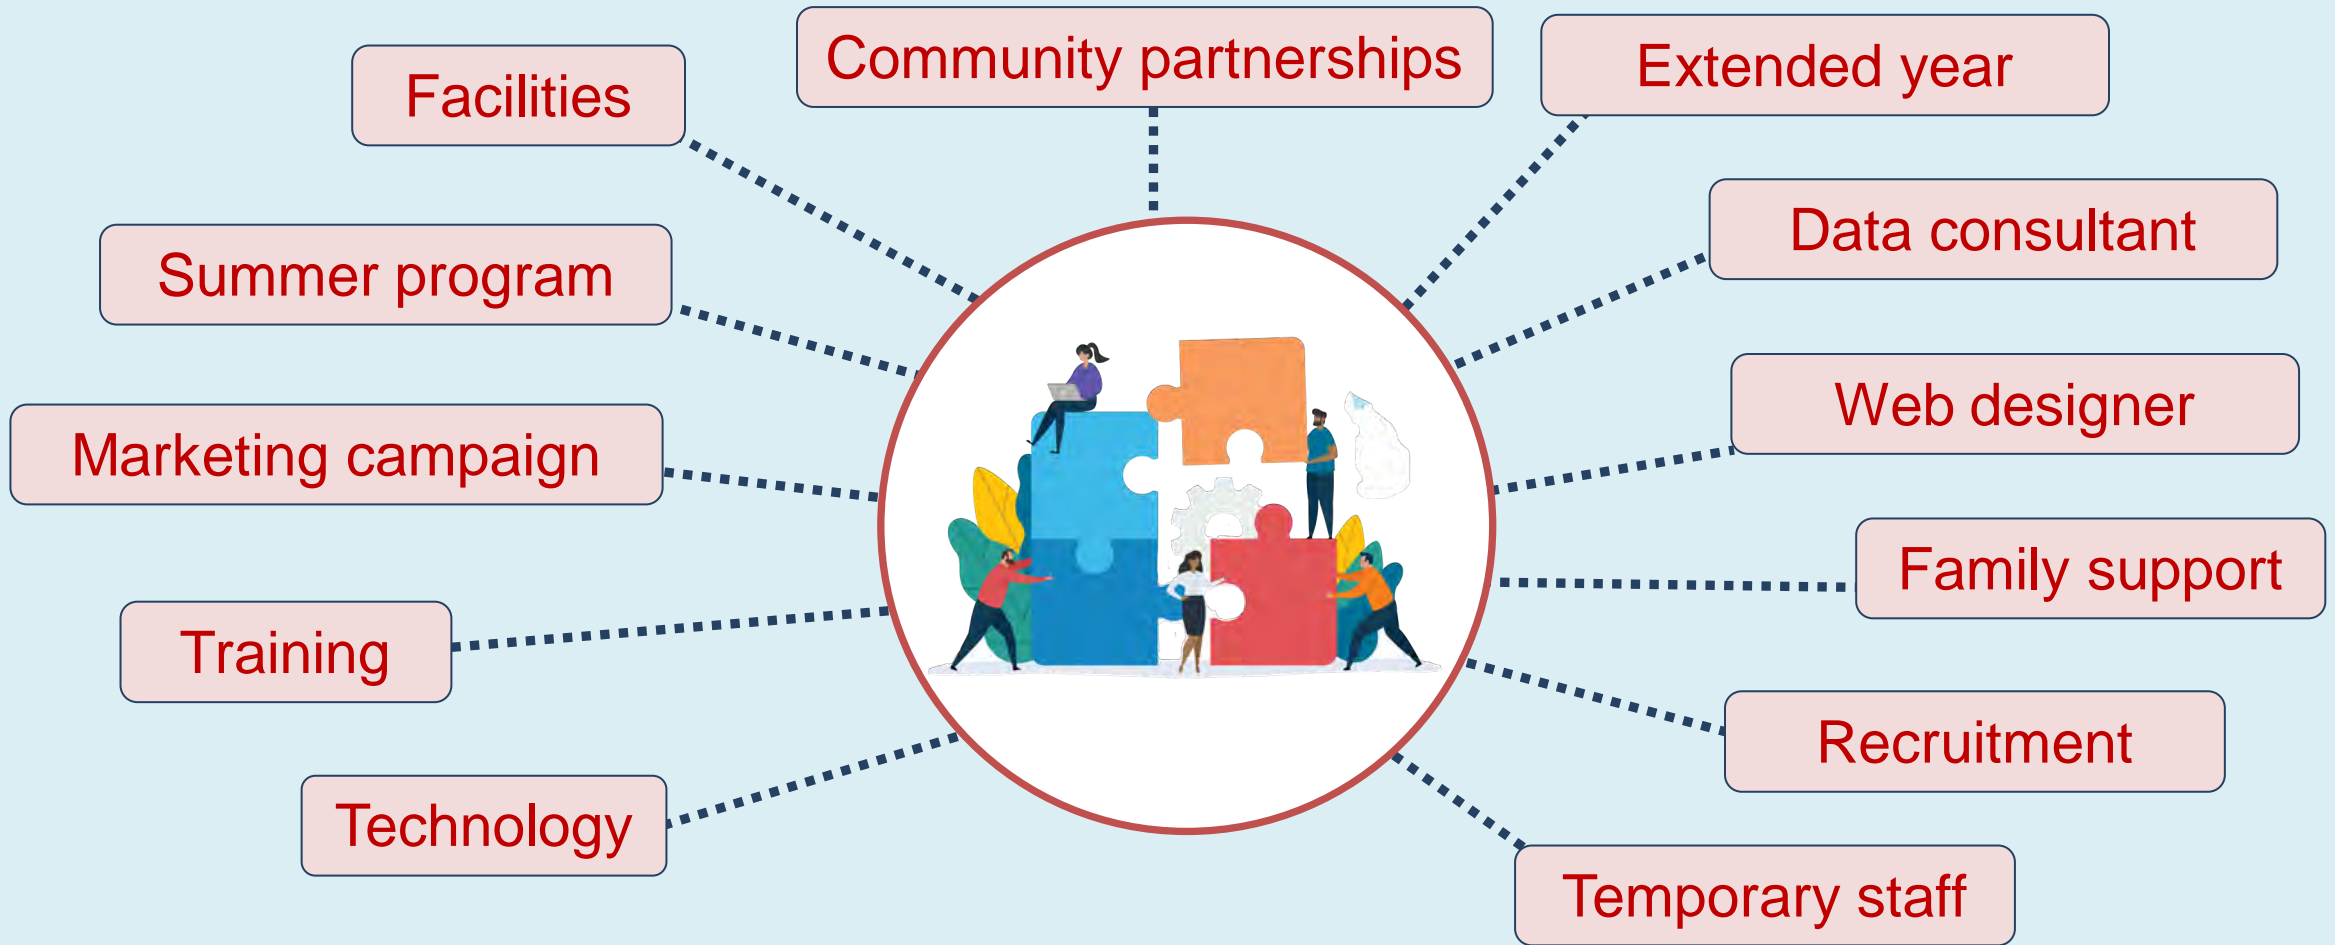 Community partnerships
Extended year
Facilities
Data consultant
Summer program
Web designer
Marketing campaign
Family support
Training
Recruitment
Technology
Temporary staff